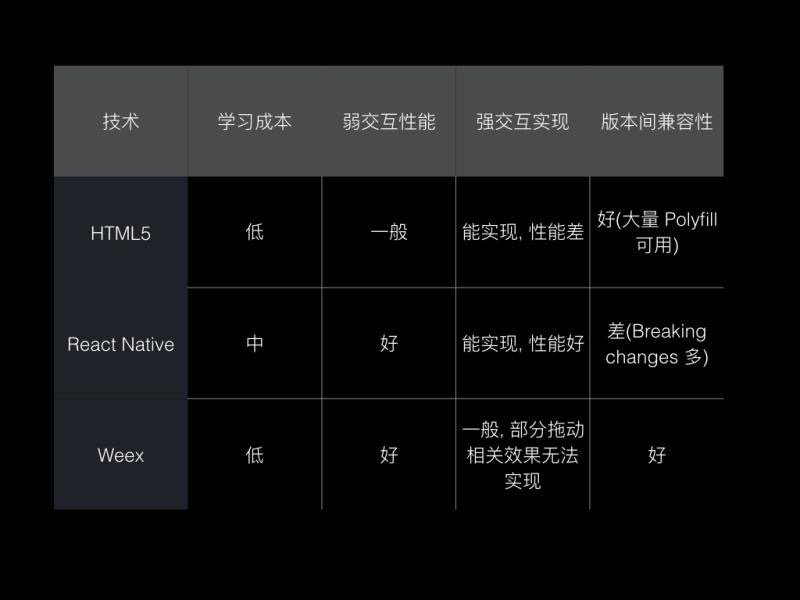 技术 学习成本 弱交互性能 强交互实现 版本间兼容性
HTML5 低 一般 能实现, 性能差 好(大量 Polyfill
可用)
React Native 中 好 能实现, 性能好 差(Breaking
changes 多)
Weex 低 好 一般, 部分拖动
相关效果无法
实现
好